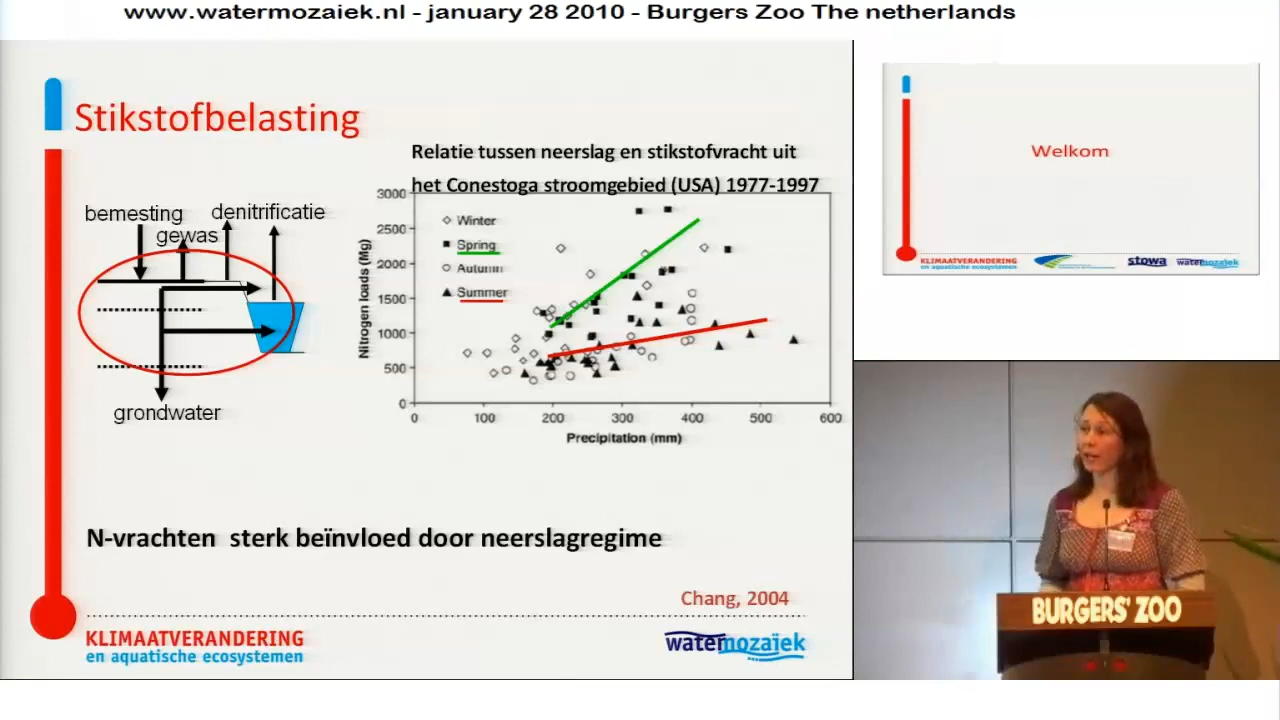 www.watermozaiek.nl - january 28 2010 - Burgers Zoo The netherlands
Stikstofbelasting
Relatie tussen neerslag en stikstofvracht uit
het Conestoga stroomgebied (USA) 1977-1997
bemesting
denitrificatie
gewas
grondwater
3000
2500
2000
1500
1000
500
0
Nitrogen loads (Mg)
Winter
Spring
Autumn
Summer
0 100 200 300 400 500 600
Precipitation (mm)
N-vrachten sterk beïnvloed door neerslagregime
Chang, 2004
KLIMAATVERANDERING
en aquatische ecosystemen
watermozaïek
Welkom
KLIMAATVERANDERING
en aquatische ecosystemen
stowa
watermozaïek
BURGERS' ZOO